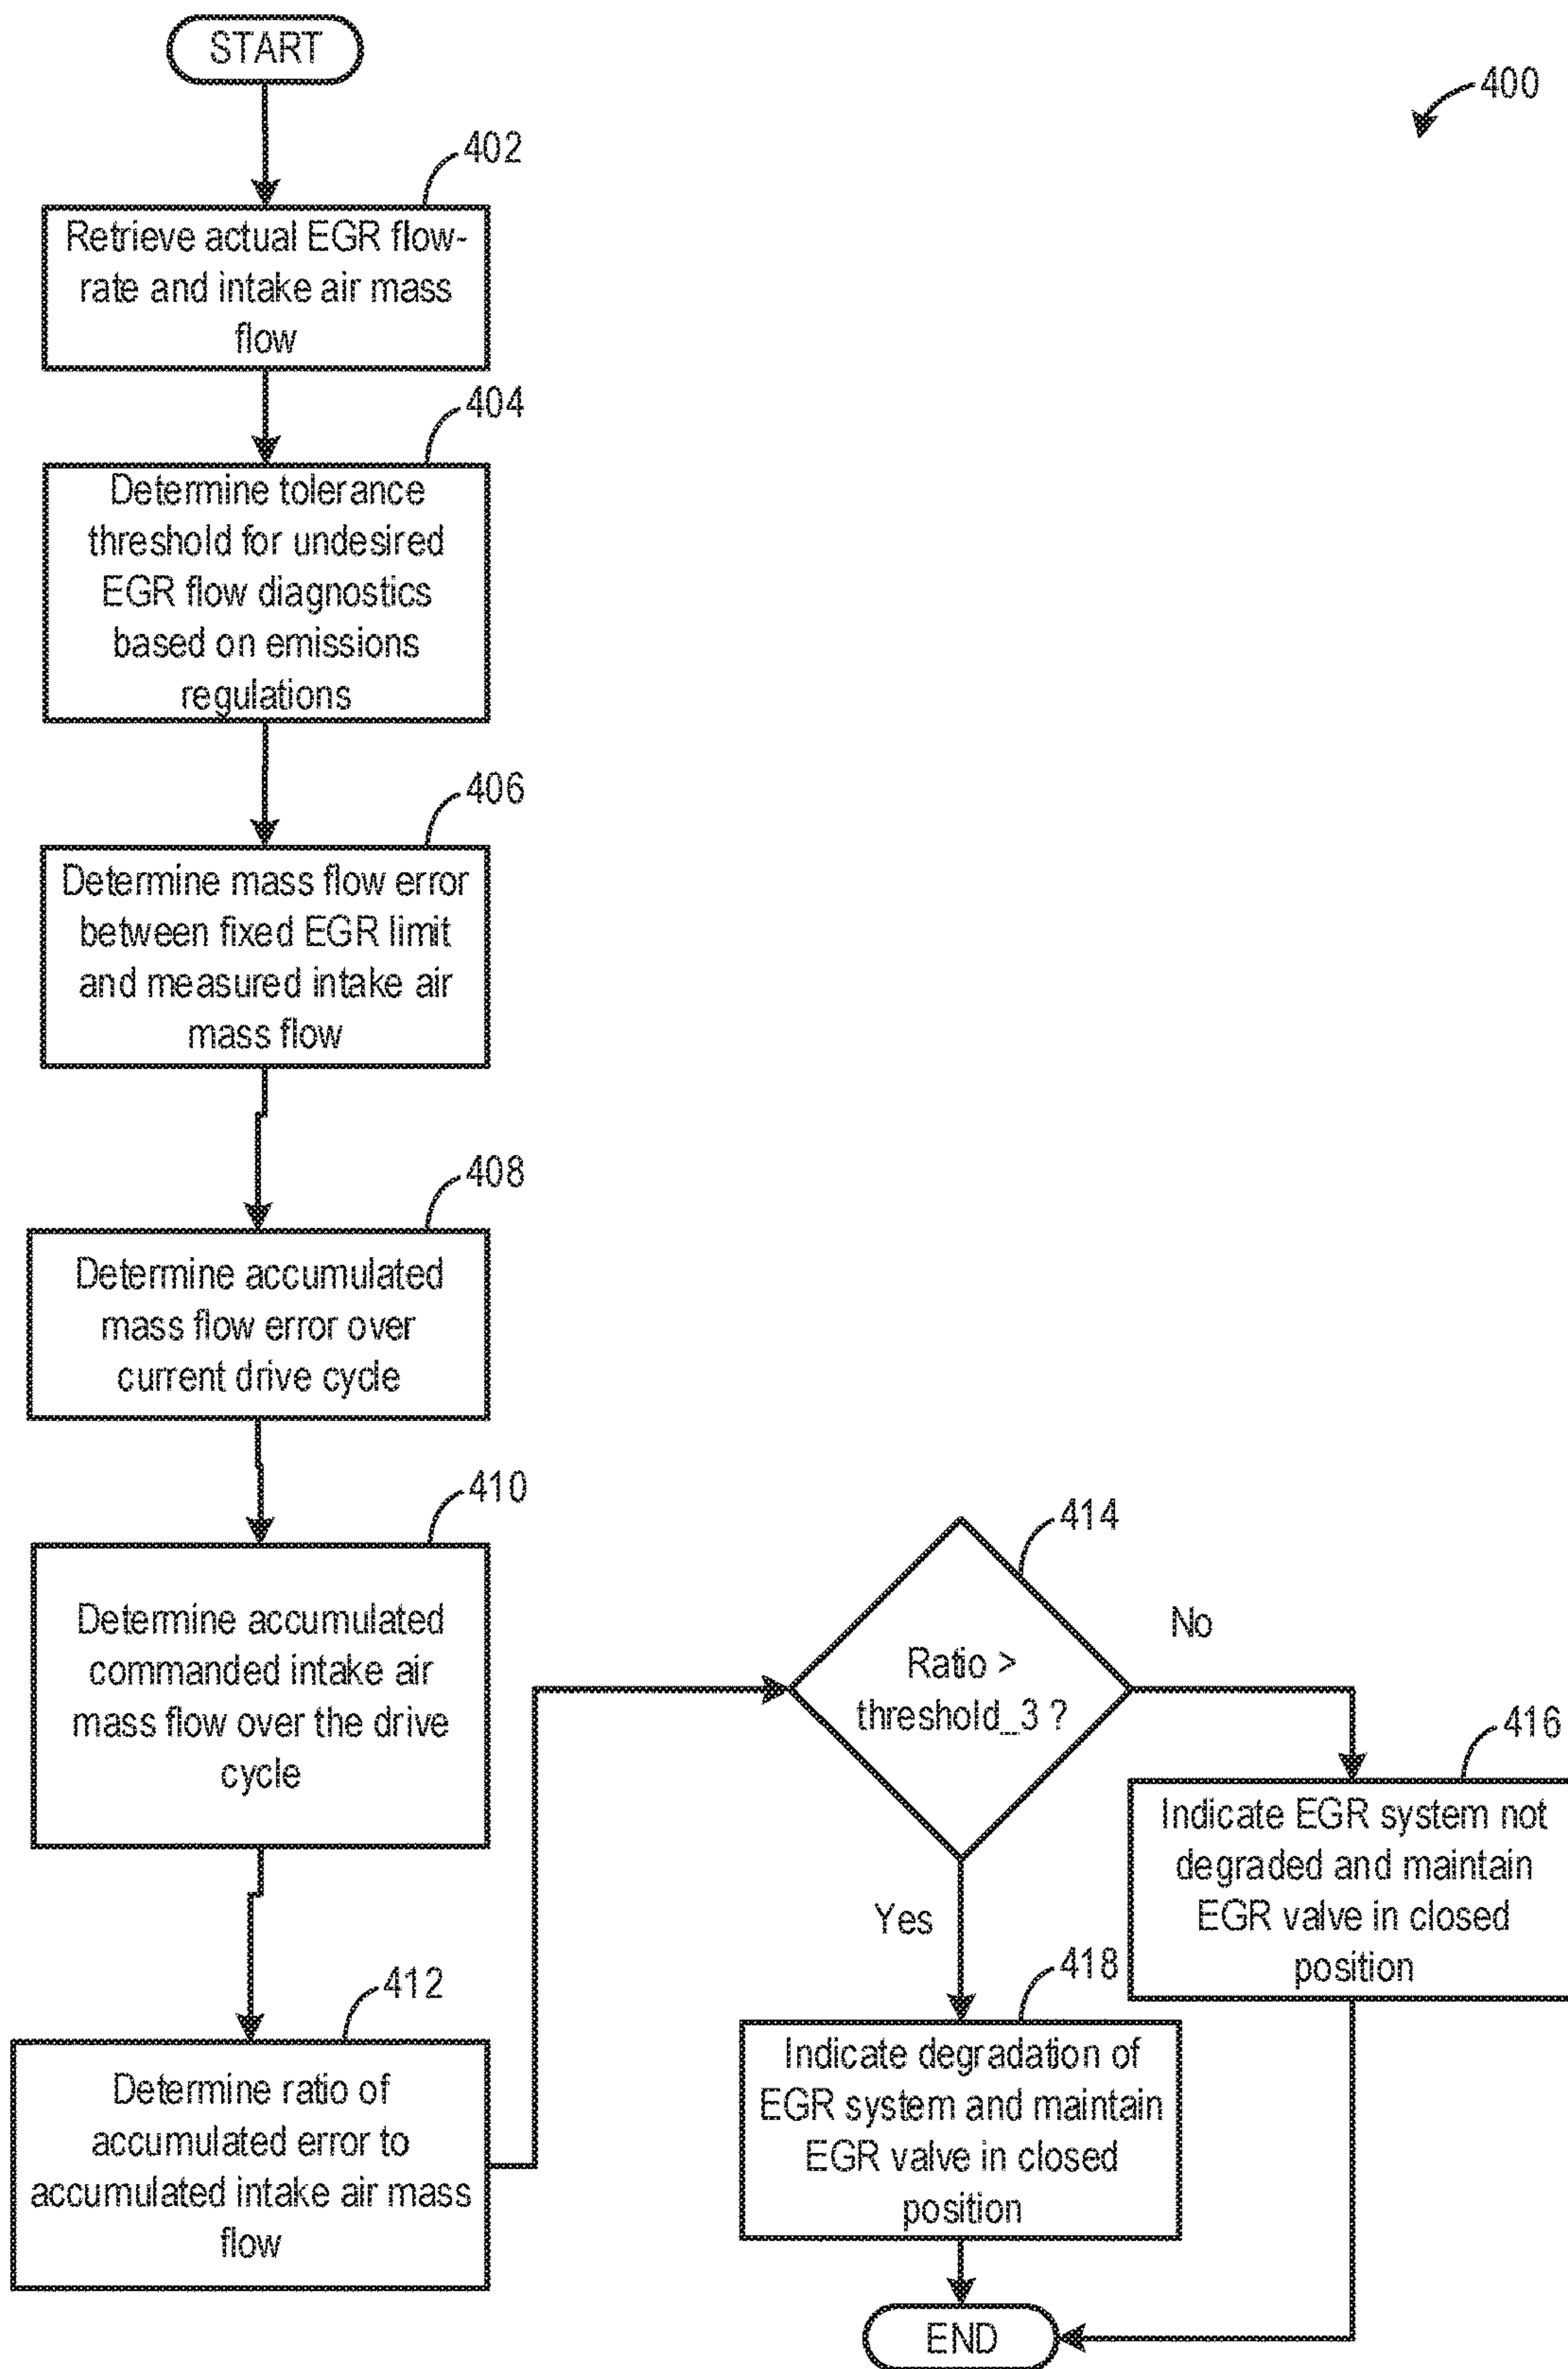 START
400
402
Retrieve actual EGR flow-
rate and intake air mass
flow
404
Determine tolerance
threshold for undesired
EGR flow diagnostics
based on emissions
regulations
406
Determine mass flow error
between fixed EGR limit
and measured intake air
mass flow
408
Determine accumulated
mass flow error over
current drive cycle
410
Determine accumulated
commanded intake air
mass flow over the drive
cycle
412
Determine ratio of
accumulated error to
accumulated intake air mass
flow
414
Ratio >
threshold_3 ?
No
Yes
416
Indicate EGR system not
degraded and maintain
EGR valve in closed
position
418
Indicate degradation of
EGR system and maintain
EGR valve in closed
position
END